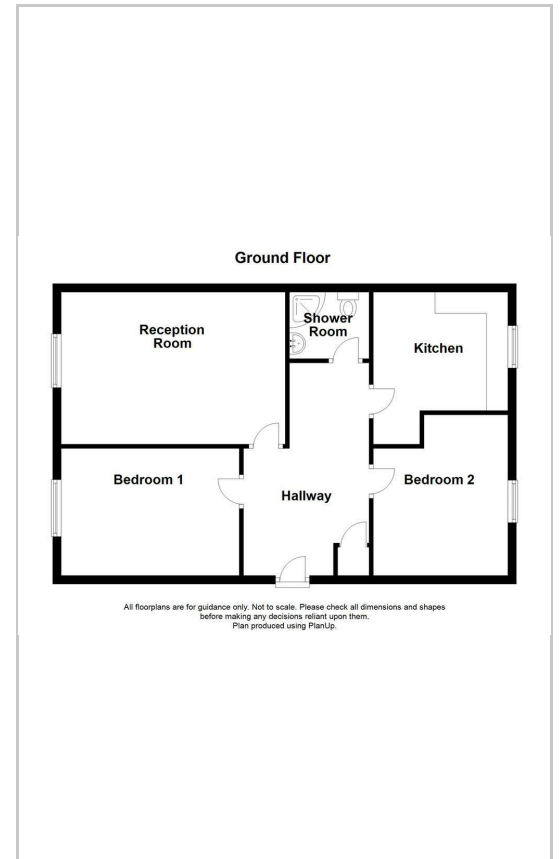 Ground Floor
Reception
Room
Shower
Room
Kitchen
Bedroom 1
Hallway
Bedroom 2
All floorplans are for guidance only. Not to scale. Please check all dimensions and shapes
before making any decisions reliant upon them.
Plan produced using PlanUp.